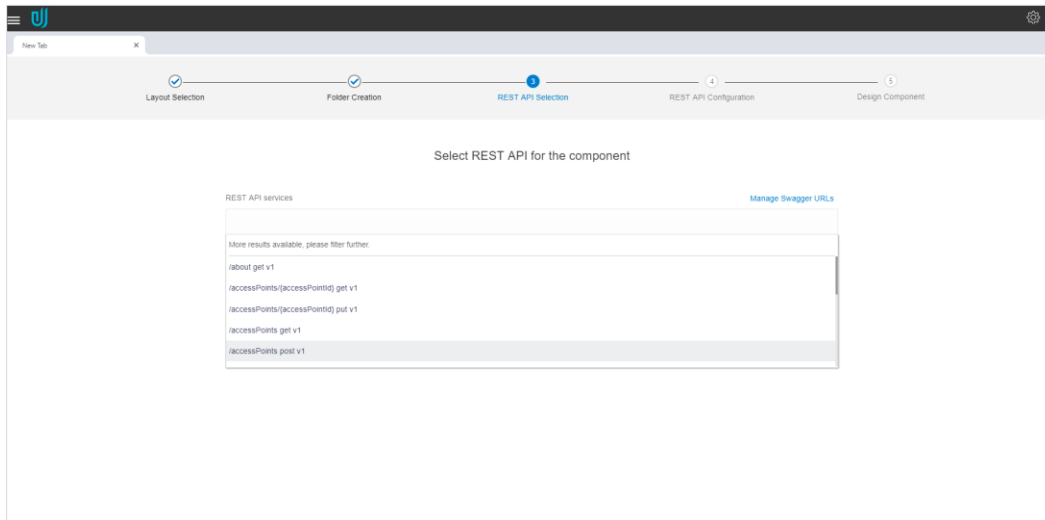 New Tab ×
3 4 5
Layout Selection Folder Creation REST API Selection REST API Configuration Design Component
Select REST API for the component
REST API services Manage Swagger URLs
More results available, please filter further.
/about get v1
/accessPoints/{accessPointId} get v1
/accessPoints/{accessPointId} put v1
/accessPoints get v1
/accessPoints post v1